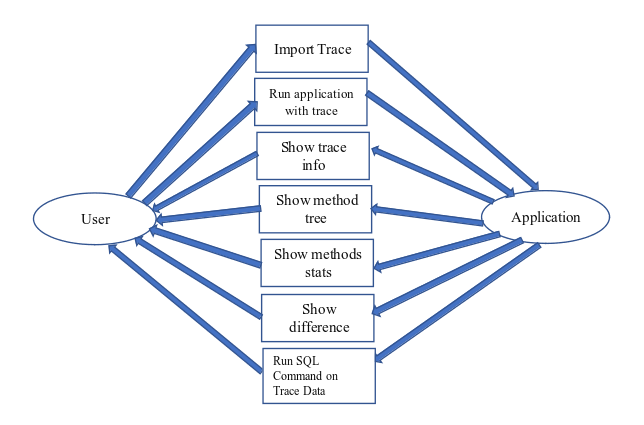 Import Trace
Run application
with trace
Show trace
info
User
Show method
tree
Application
Show methods
stats
Show
difference
Run SQL
Command on
Trace Data